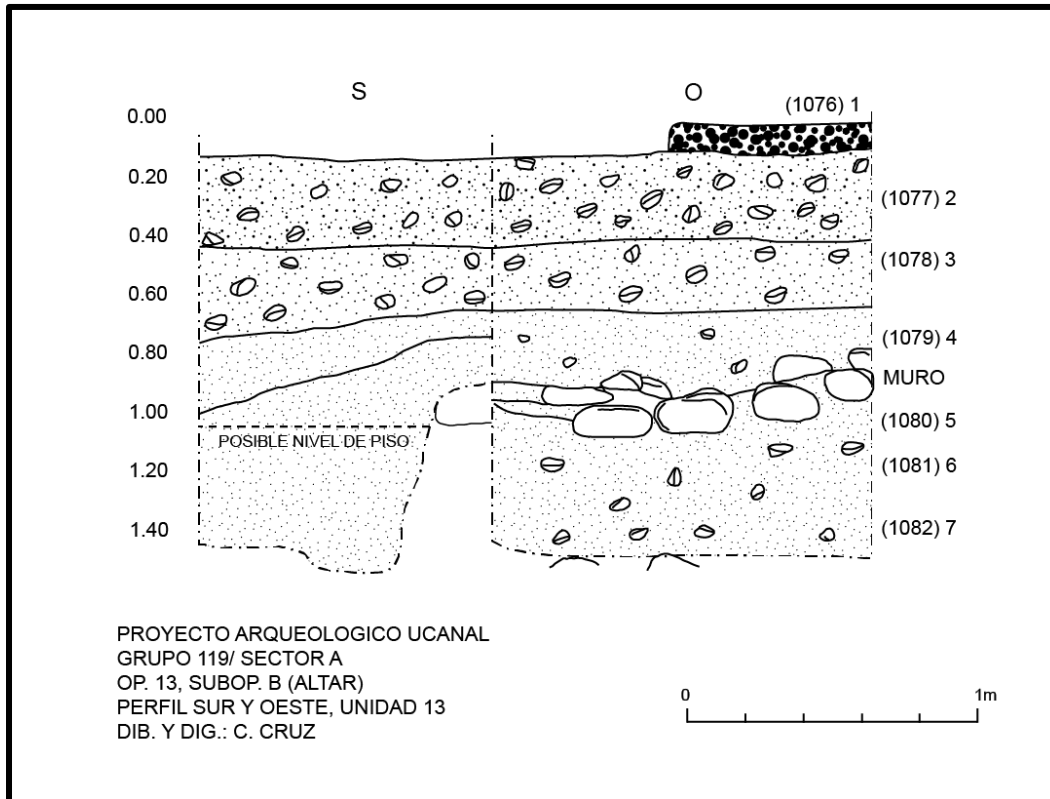 S
O
(1076) 1
0.00
0.20
(1077) 2
0.40
(1078) 3
0.60
(1079) 4
0.80
MURO
1.00
(1080) 5
POSIBLE NIVEL DE PISO
(1081) 6
1.20
(1082) 7
1.40
PROYECTO ARQUEOLOGICO UCANAL
GRUPO 119/ SECTOR A
OP. 13, SUBOP. B (ALTAR)
PERFIL SUR Y OESTE, UNIDAD 13
DIB. Y DIG.: C. CRUZ
0
1m